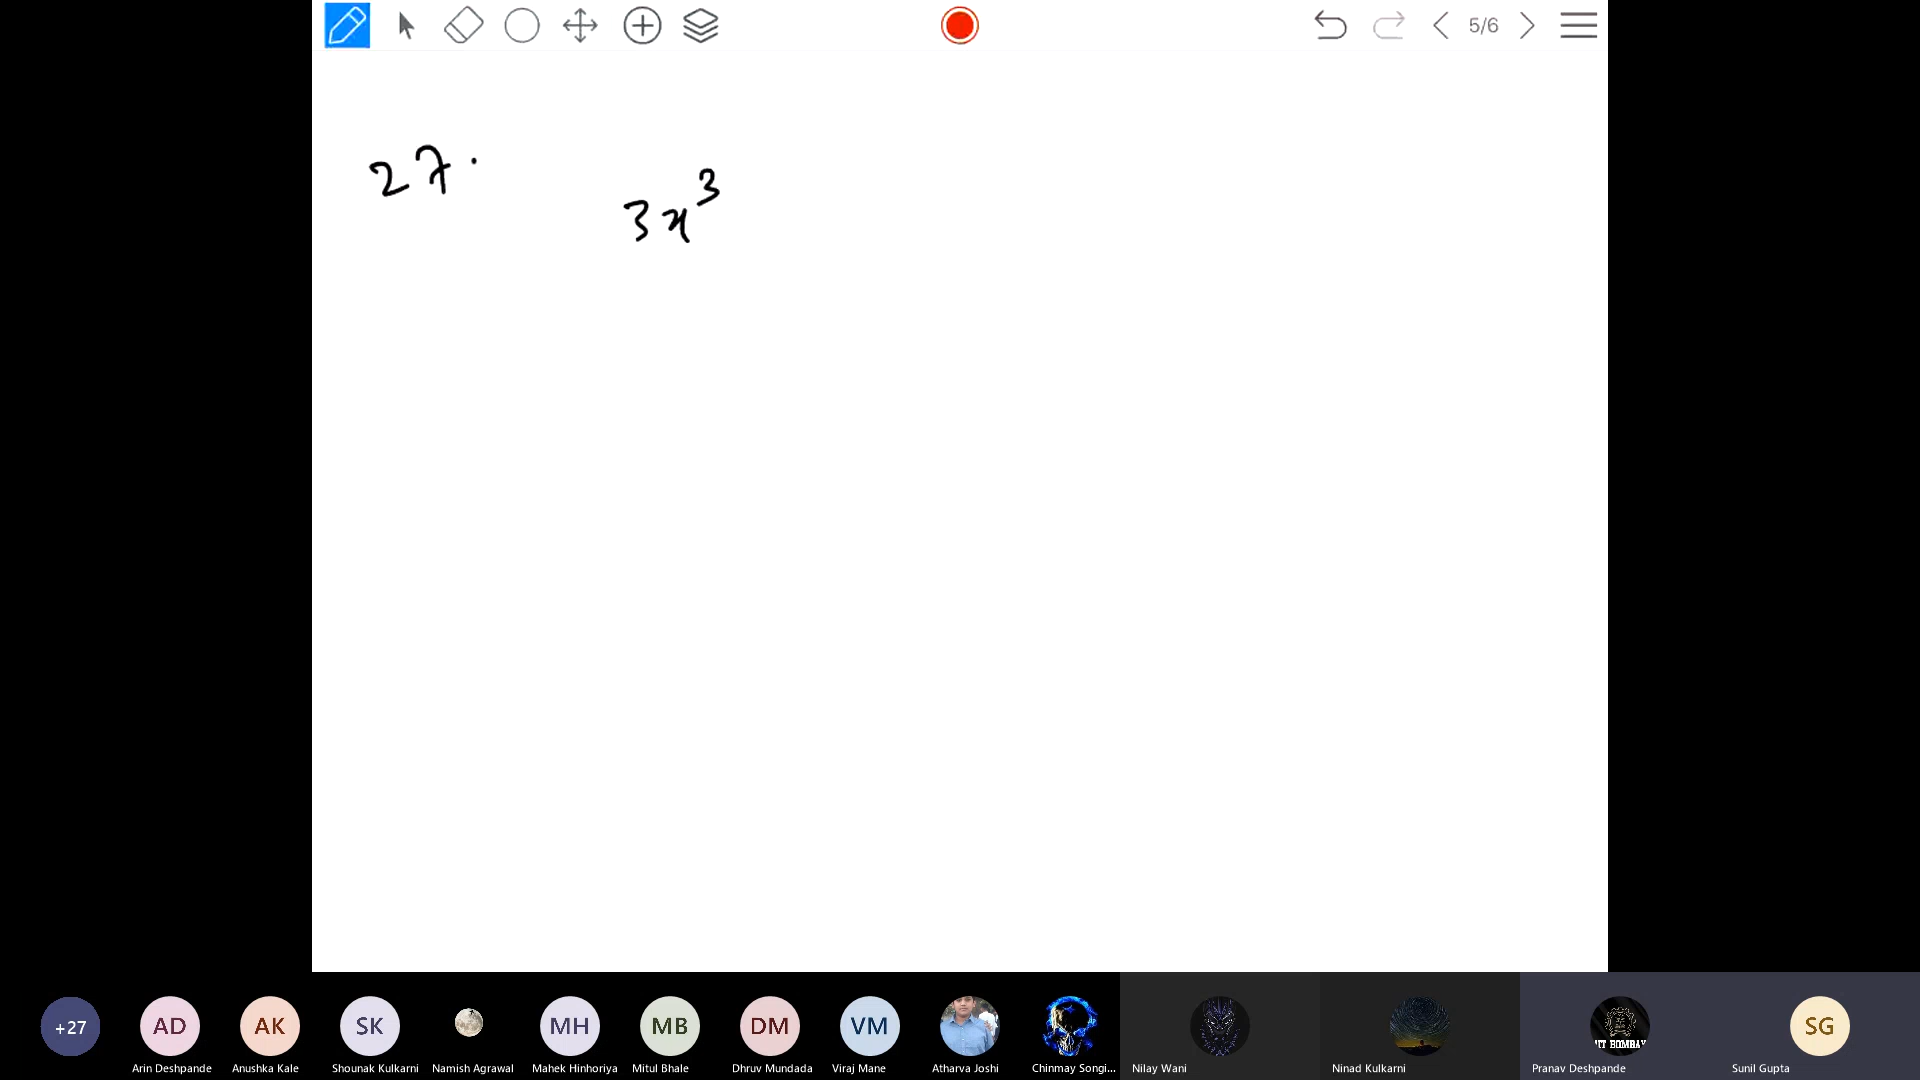 5/6
27.
3x³
+27 AD AK SK MH MB DM VM IIT BOMBAY SG
Arin Deshpande Anushka Kale Shounak Kulkarni Namish Agrawal Mahek Hinhoriya Mitul Bhale Dhruv Mundada Viraj Mane Atharva Joshi Chinmay Songi... Nilay Wani Ninad Kulkarni Pranav Deshpande Sunil Gupta